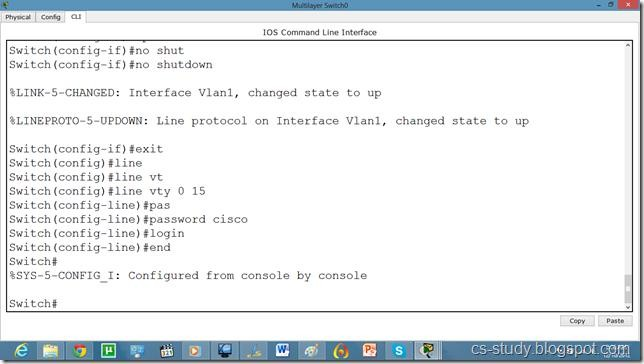 Multilayer Switch0
Physical Config CLI
IOS Command Line Interface
Switch(config-if)#no shut
Switch(config-if)#no shutdown
%LINK-5-CHANGED: Interface Vlan1, changed state to up
%LINEPROTO-5-UPDOWN: Line protocol on Interface Vlan1, changed state to up
Switch(config-if)#exit
Switch(config)#line
Switch(config)#line vt
Switch(config)#line vty 0 15
Switch(config-line)#pas
Switch(config-line)#password cisco
Switch(config-line)#login
Switch(config-line)#end
Switch#
%SYS-5-CONFIG_I: Configured from console by console
Switch#
Copy Paste
cs-study.blogspot.com